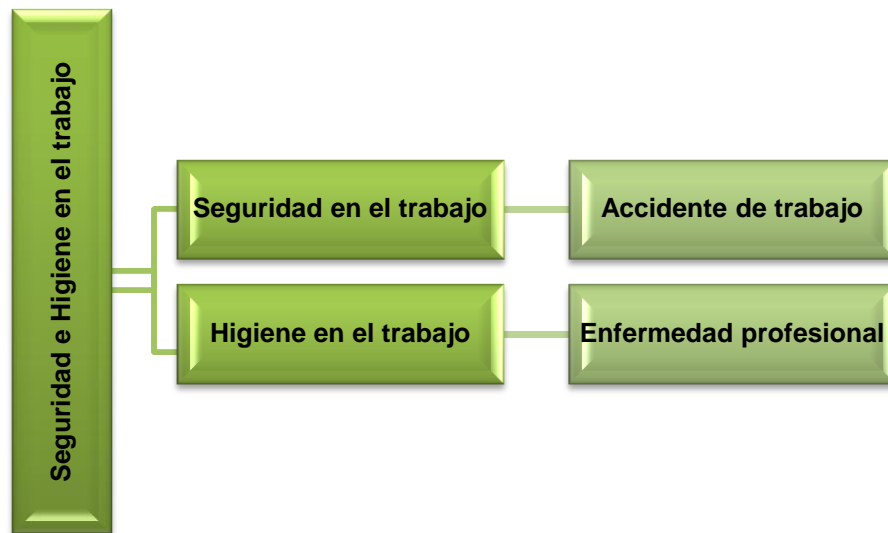 Seguridad e Higiene en el trabajo
Seguridad en el trabajo
Accidente de trabajo
Higiene en el trabajo
Enfermedad profesional